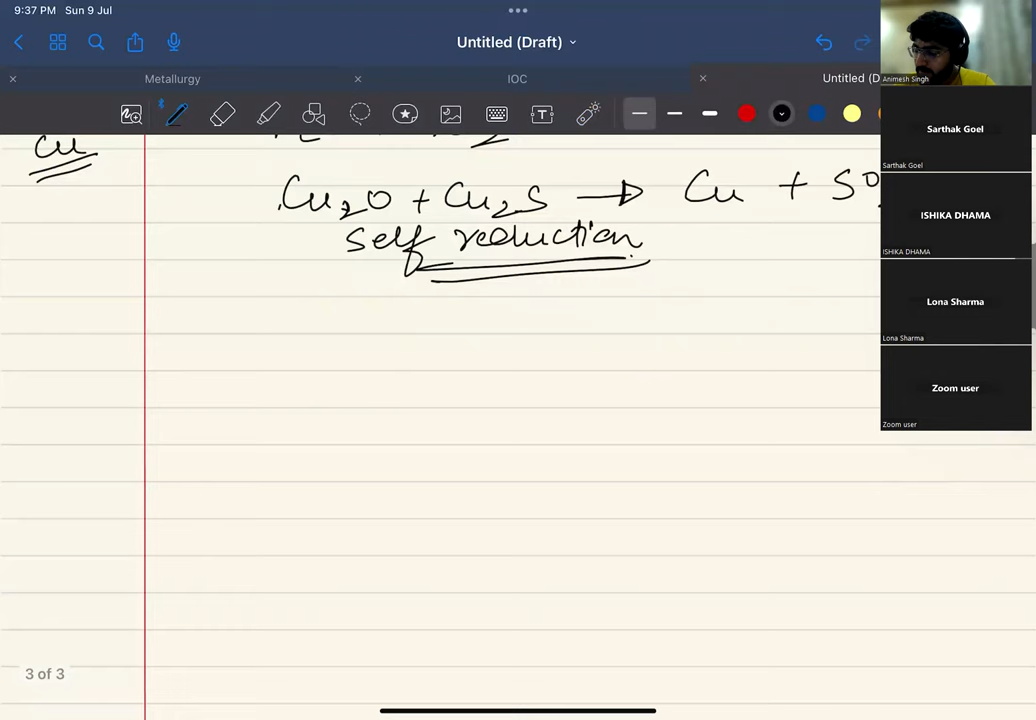 9:37 PM Sun 9 Jul
Untitled (Draft)
Metallurgy
IOC
Untitled (D
Animesh Singh
Cu
Cu₂O + Cu₂S → Cu + SO
self reduction
Sarthak Goel
Sarthak Goel
ISHIKA DHAMA
ISHIKA DHAMA
Lona Sharma
Lona Sharma
Zoom user
Zoom user
3 of 3